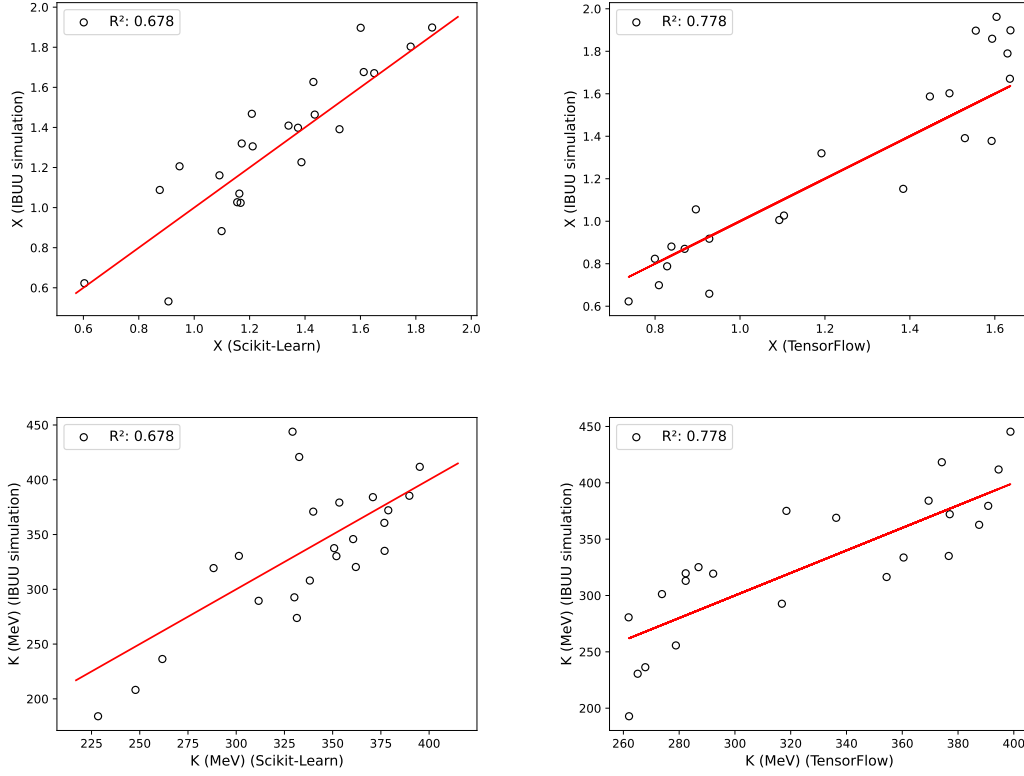 R²: 0.678
2.0
1.8
1.6
1.4
1.2
1.0
0.8
0.6
X (IBUU simulation)
0.6 0.8 1.0 1.2 1.4 1.6 1.8 2.0
X (Scikit-Learn)
R²: 0.778
2.0
1.8
1.6
1.4
1.2
1.0
0.8
0.6
X (IBUU simulation)
0.8 1.0 1.2 1.4 1.6
X (TensorFlow)
R²: 0.678
450
400
350
300
250
200
K (MeV) (IBUU simulation)
225 250 275 300 325 350 375 400
K (MeV) (Scikit-Learn)
R²: 0.778
450
400
350
300
250
200
K (MeV) (IBUU simulation)
260 280 300 320 340 360 380 400
K (MeV) (TensorFlow)